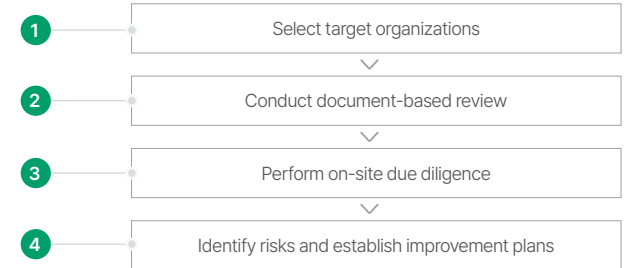 1 Select target organizations
2 Conduct document-based review
3 Perform on-site due diligence
4 Identify risks and establish improvement plans